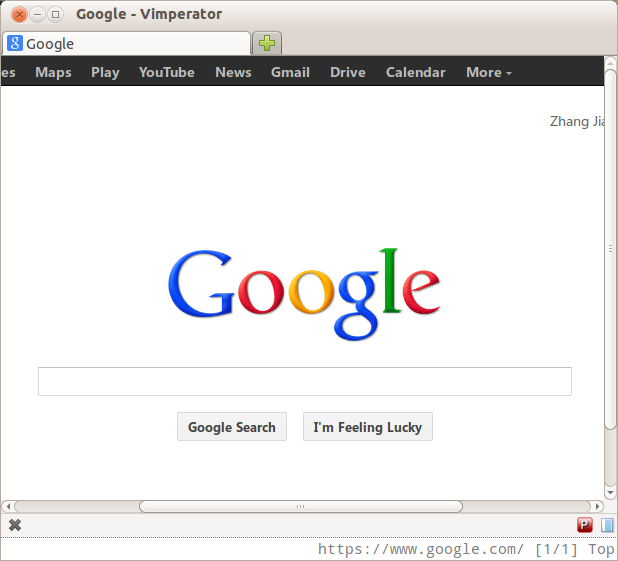 Google - Vimperator
Google
es Maps Play YouTube News Gmail Drive Calendar More
Zhang Jia
Google
Google Search I'm Feeling Lucky
https://www.google.com/ [1/1] Top